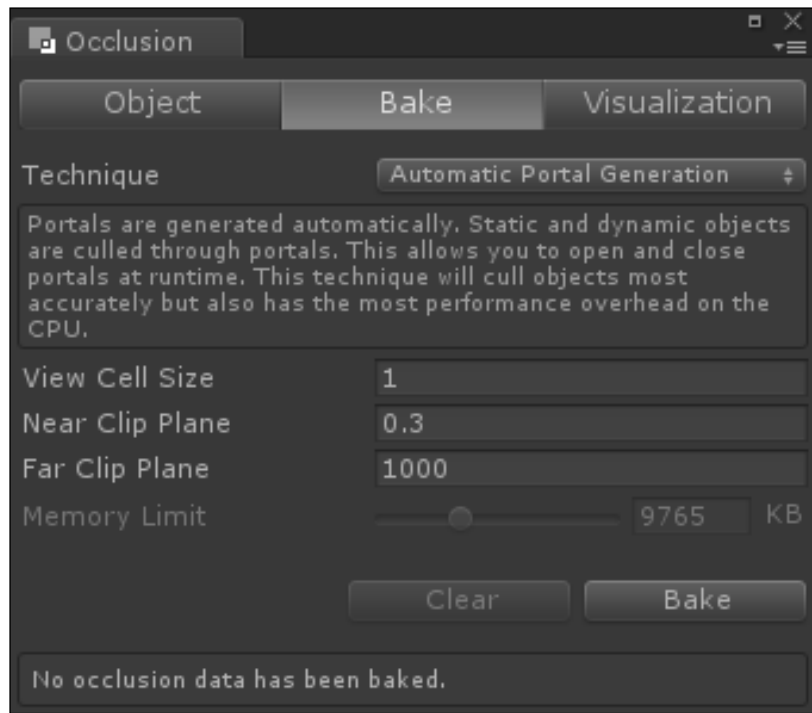 Occlusion
Object Bake Visualization
Technique Automatic Portal Generation
Portals are generated automatically. Static and dynamic objects
are culled through portals. This allows you to open and close
portals at runtime. This technique will cull objects most
accurately but also has the most performance overhead on the
CPU.
View Cell Size 1
Near Clip Plane 0.3
Far Clip Plane 1000
Memory Limit 9765 KB
Clear Bake
No occlusion data has been baked.